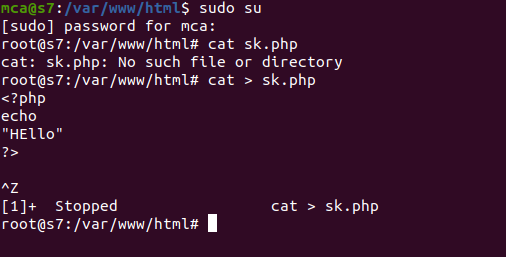 mca@s7:/var/www/html$ sudo su
[sudo] password for mca:
root@s7:/var/www/html# cat sk.php
cat: sk.php: No such file or directory
root@s7:/var/www/html# cat > sk.php
<?php
echo
"HEllo"
?>
^Z
[1]+  Stopped                 cat > sk.php
root@s7:/var/www/html#